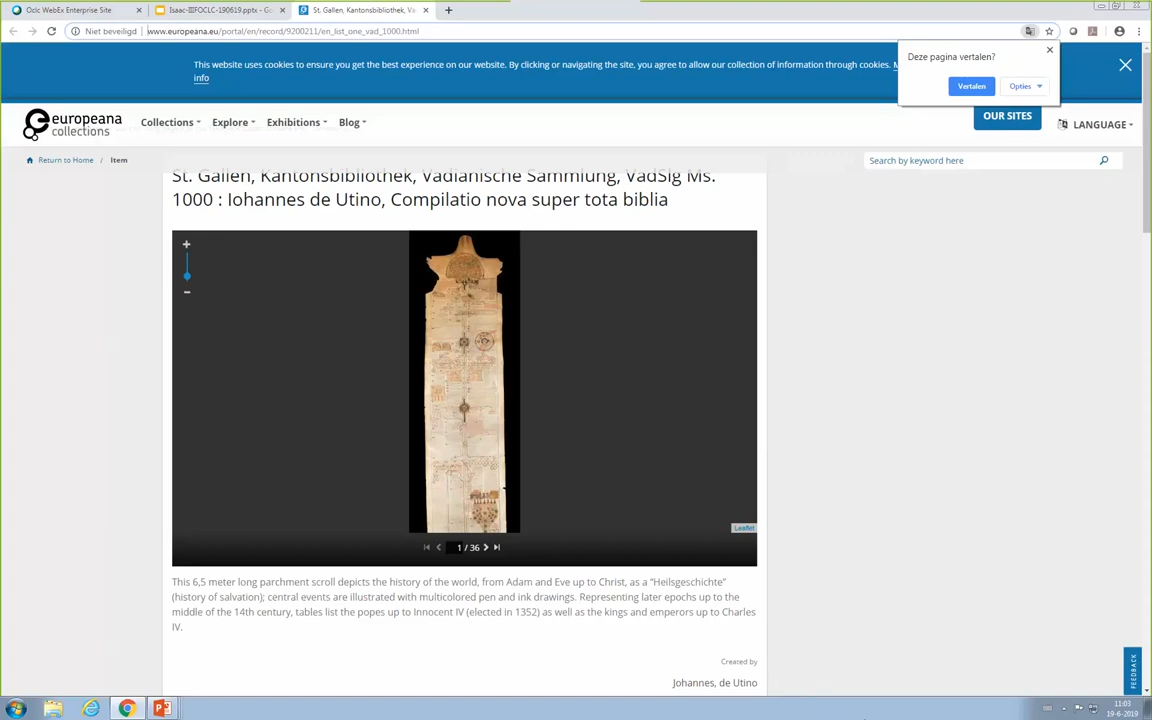 Oclc WebEx Enterprise Site
Isaac-IIIFOCLC-190619.pptx - Go
St. Gallen, Kantonsbibliothek, Va
Niet beveiligd
www.europeana.eu/portal/en/record/9200211/en_list_one_vad_1000.html
This website uses cookies to ensure you get the best experience on our website. By clicking or navigating the site, you agree to allow our collection of information through cookies. M
info
Deze pagina vertalen?
Vertalen
Opties
europeana
collections
Collections
Explore
Exhibitions
Blog
OUR SITES
LANGUAGE
Return to Home / Item
Search by keyword here
St. Gallen, Kantonsbibliothek, Vadianische Sammlung, VadSlg Ms.
1000 : Iohannes de Utino, Compilatio nova super tota biblia
+
−
Leaflet
1 / 36
This 6,5 meter long parchment scroll depicts the history of the world, from Adam and Eve up to Christ, as a "Heilsgeschichte"
(history of salvation); central events are illustrated with multicolored pen and ink drawings. Representing later epochs up to the
middle of the 14th century, tables list the popes up to Innocent IV (elected in 1352) as well as the kings and emperors up to Charles
IV.
Created by
Johannes, de Utino
FEEDBACK
11:03
19-6-2019